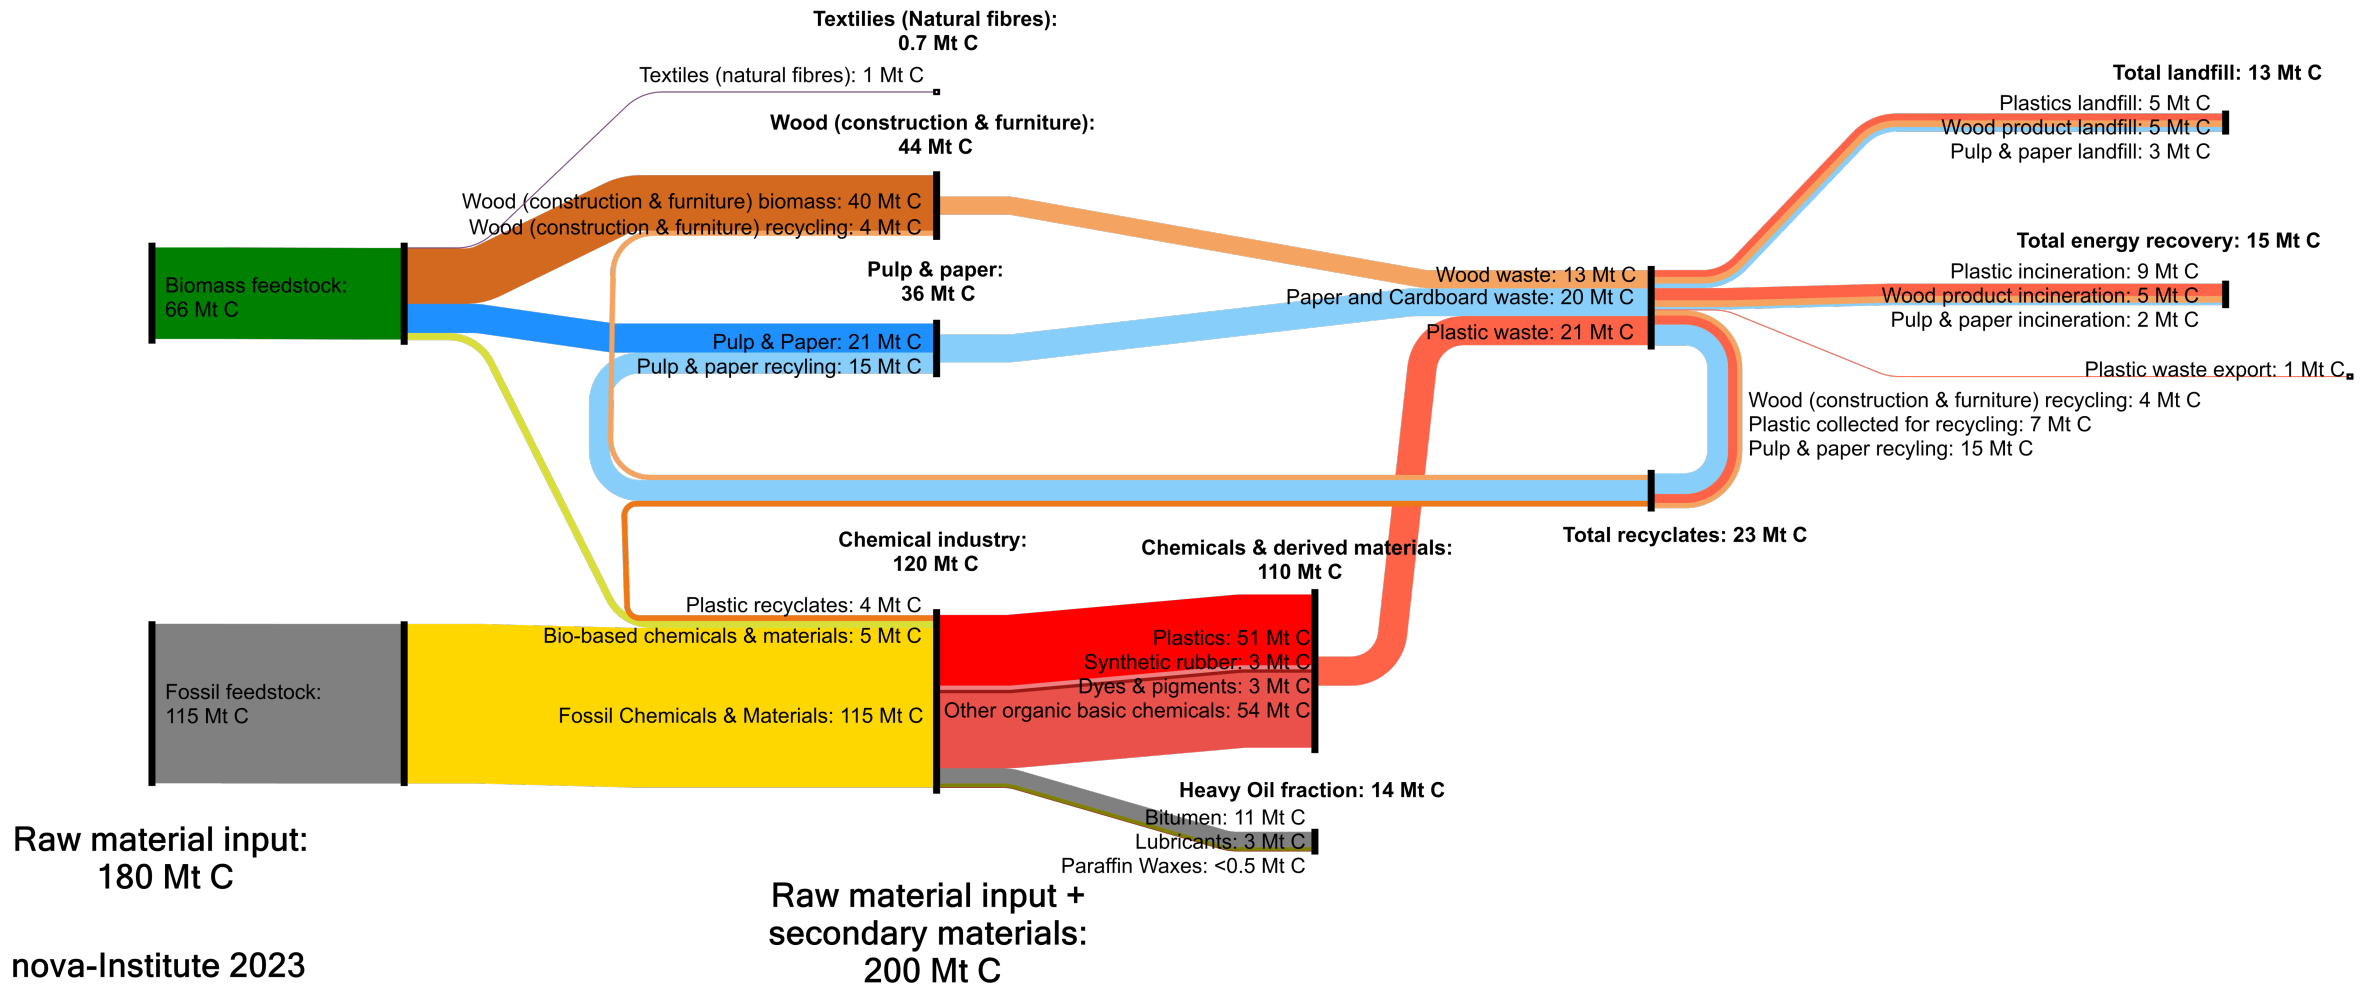 Textilies (Natural fibres):
0.7 Mt C
Textiles (natural fibres): 1 Mt C
Wood (construction & furniture):
44 Mt C
Wood (construction & furniture) biomass: 40 Mt C
Wood (construction & furniture) recycling: 4 Mt C
Pulp & paper:
36 Mt C
Pulp & Paper: 21 Mt C
Pulp & paper recyling: 15 Mt C
Biomass feedstock:
66 Mt C
Wood waste: 13 Mt C
Paper and Cardboard waste: 20 Mt C
Plastic waste: 21 Mt C
Total landfill: 13 Mt C
Plastics landfill: 5 Mt C
Wood product landfill: 5 Mt C
Pulp & paper landfill: 3 Mt C
Total energy recovery: 15 Mt C
Plastic incineration: 9 Mt C
Wood product incineration: 5 Mt C
Pulp & paper incineration: 2 Mt C
Plastic waste export: 1 Mt C
Wood (construction & furniture) recycling: 4 Mt C
Plastic collected for recycling: 7 Mt C
Pulp & paper recyling: 15 Mt C
Total recyclates: 23 Mt C
Chemical industry:
120 Mt C
Plastic recyclates: 4 Mt C
Bio-based chemicals & materials: 5 Mt C
Fossil Chemicals & Materials: 115 Mt C
Fossil feedstock:
115 Mt C
Chemicals & derived materials:
110 Mt C
Plastics: 51 Mt C
Synthetic rubber: 3 Mt C
Dyes & pigments: 3 Mt C
Other organic basic chemicals: 54 Mt C
Heavy Oil fraction: 14 Mt C
Bitumen: 11 Mt C
Lubricants: 3 Mt C
Paraffin Waxes: <0.5 Mt C
Raw material input:
180 Mt C
Raw material input +
secondary materials:
200 Mt C
nova-Institute 2023